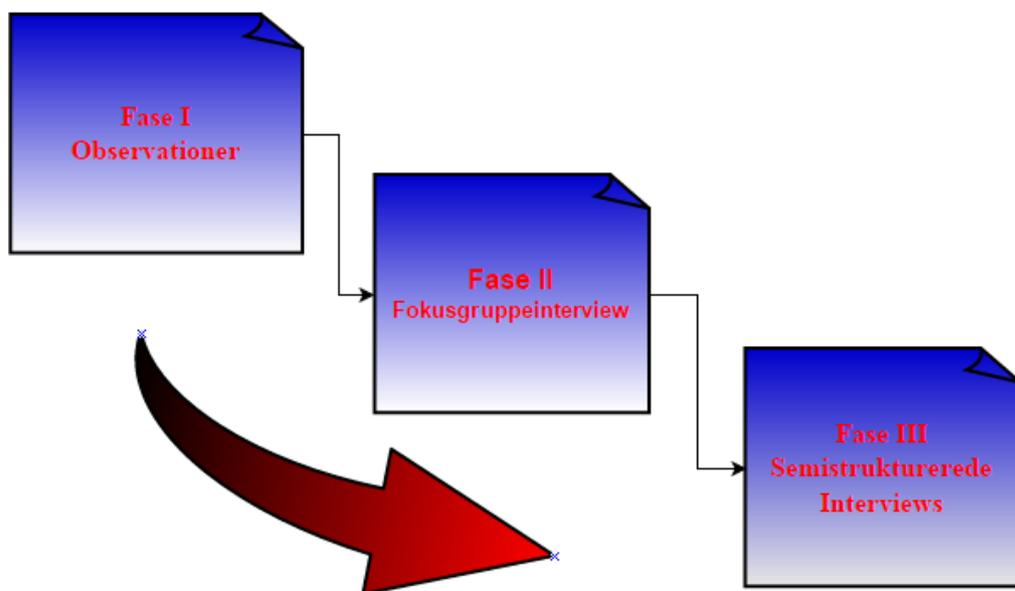 Fase I
Observationer
Fase II
Fokusgruppeinterview
Fase III
Semistrukturerede
Interviews